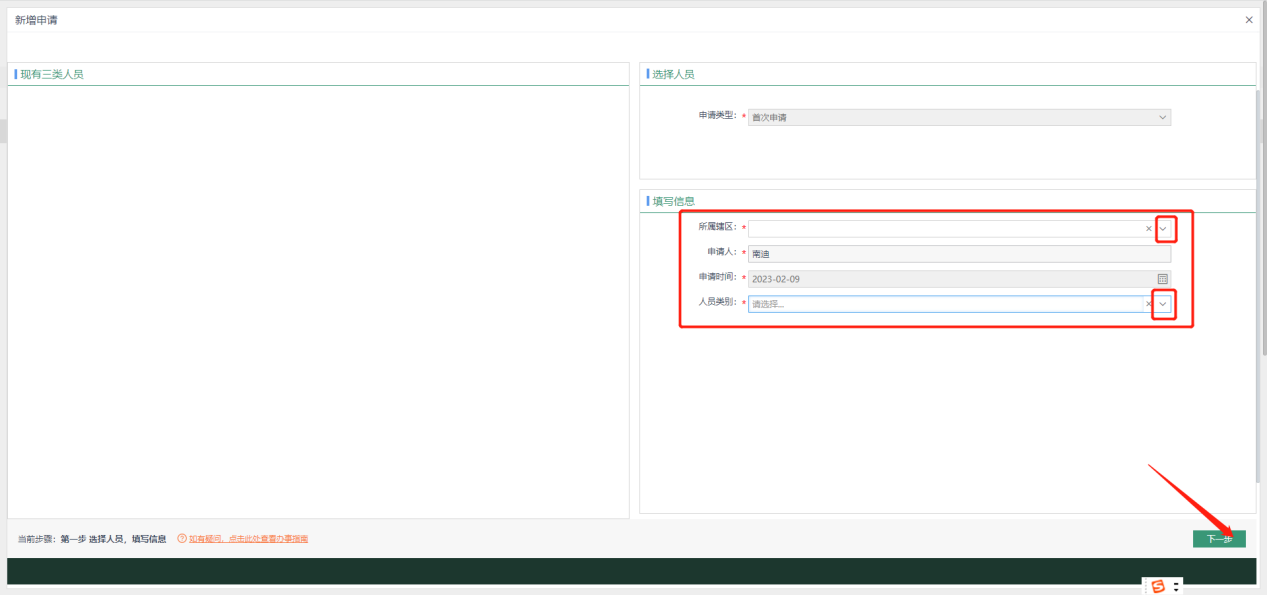 新增申请
现有三类人员
选择人员
申请类型：* 首次申请
填写信息
所属辖区：*
申请人：* 南迪
申请时间：* 2023-02-09
人员类别：* 请选择...
当前步骤：第一步 选择人员，填写信息 如有疑问，点击此处查看办事指南
下一步